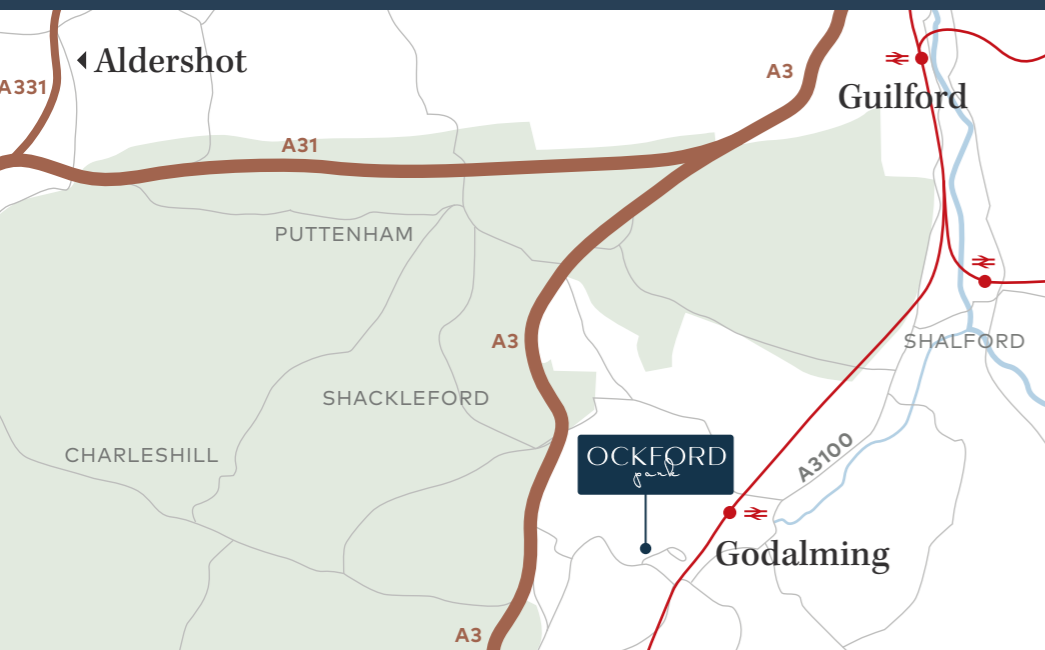 Aldershot
A3
A331
Guilford
A31
PUTTENHAM
A3
SHALFORD
SHACKLEFORD
CHARLESHILL
OCKFORD
park
A3100
Godalming
A3